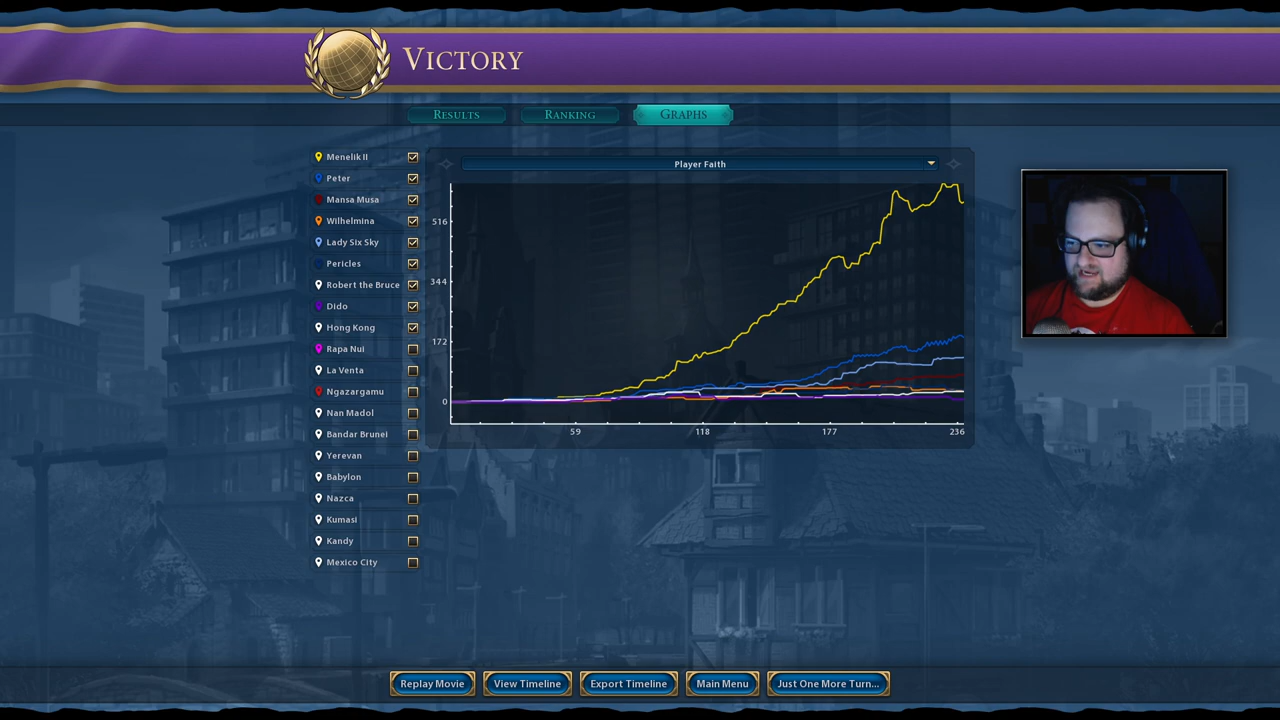 VICTORY
RESULTS
RANKING
GRAPHS
Menelik II
Peter
Mansa Musa
Wilhelmina
Lady Six Sky
Pericles
Robert the Bruce
Dido
Hong Kong
Rapa Nui
La Venta
Ngazargamu
Nan Madol
Bandar Brunei
Yerevan
Babylon
Nazca
Kumasi
Kandy
Mexico City
Player Faith
516
344
172
0
59
118
177
236
Replay Movie
View Timeline
Export Timeline
Main Menu
Just One More Turn...